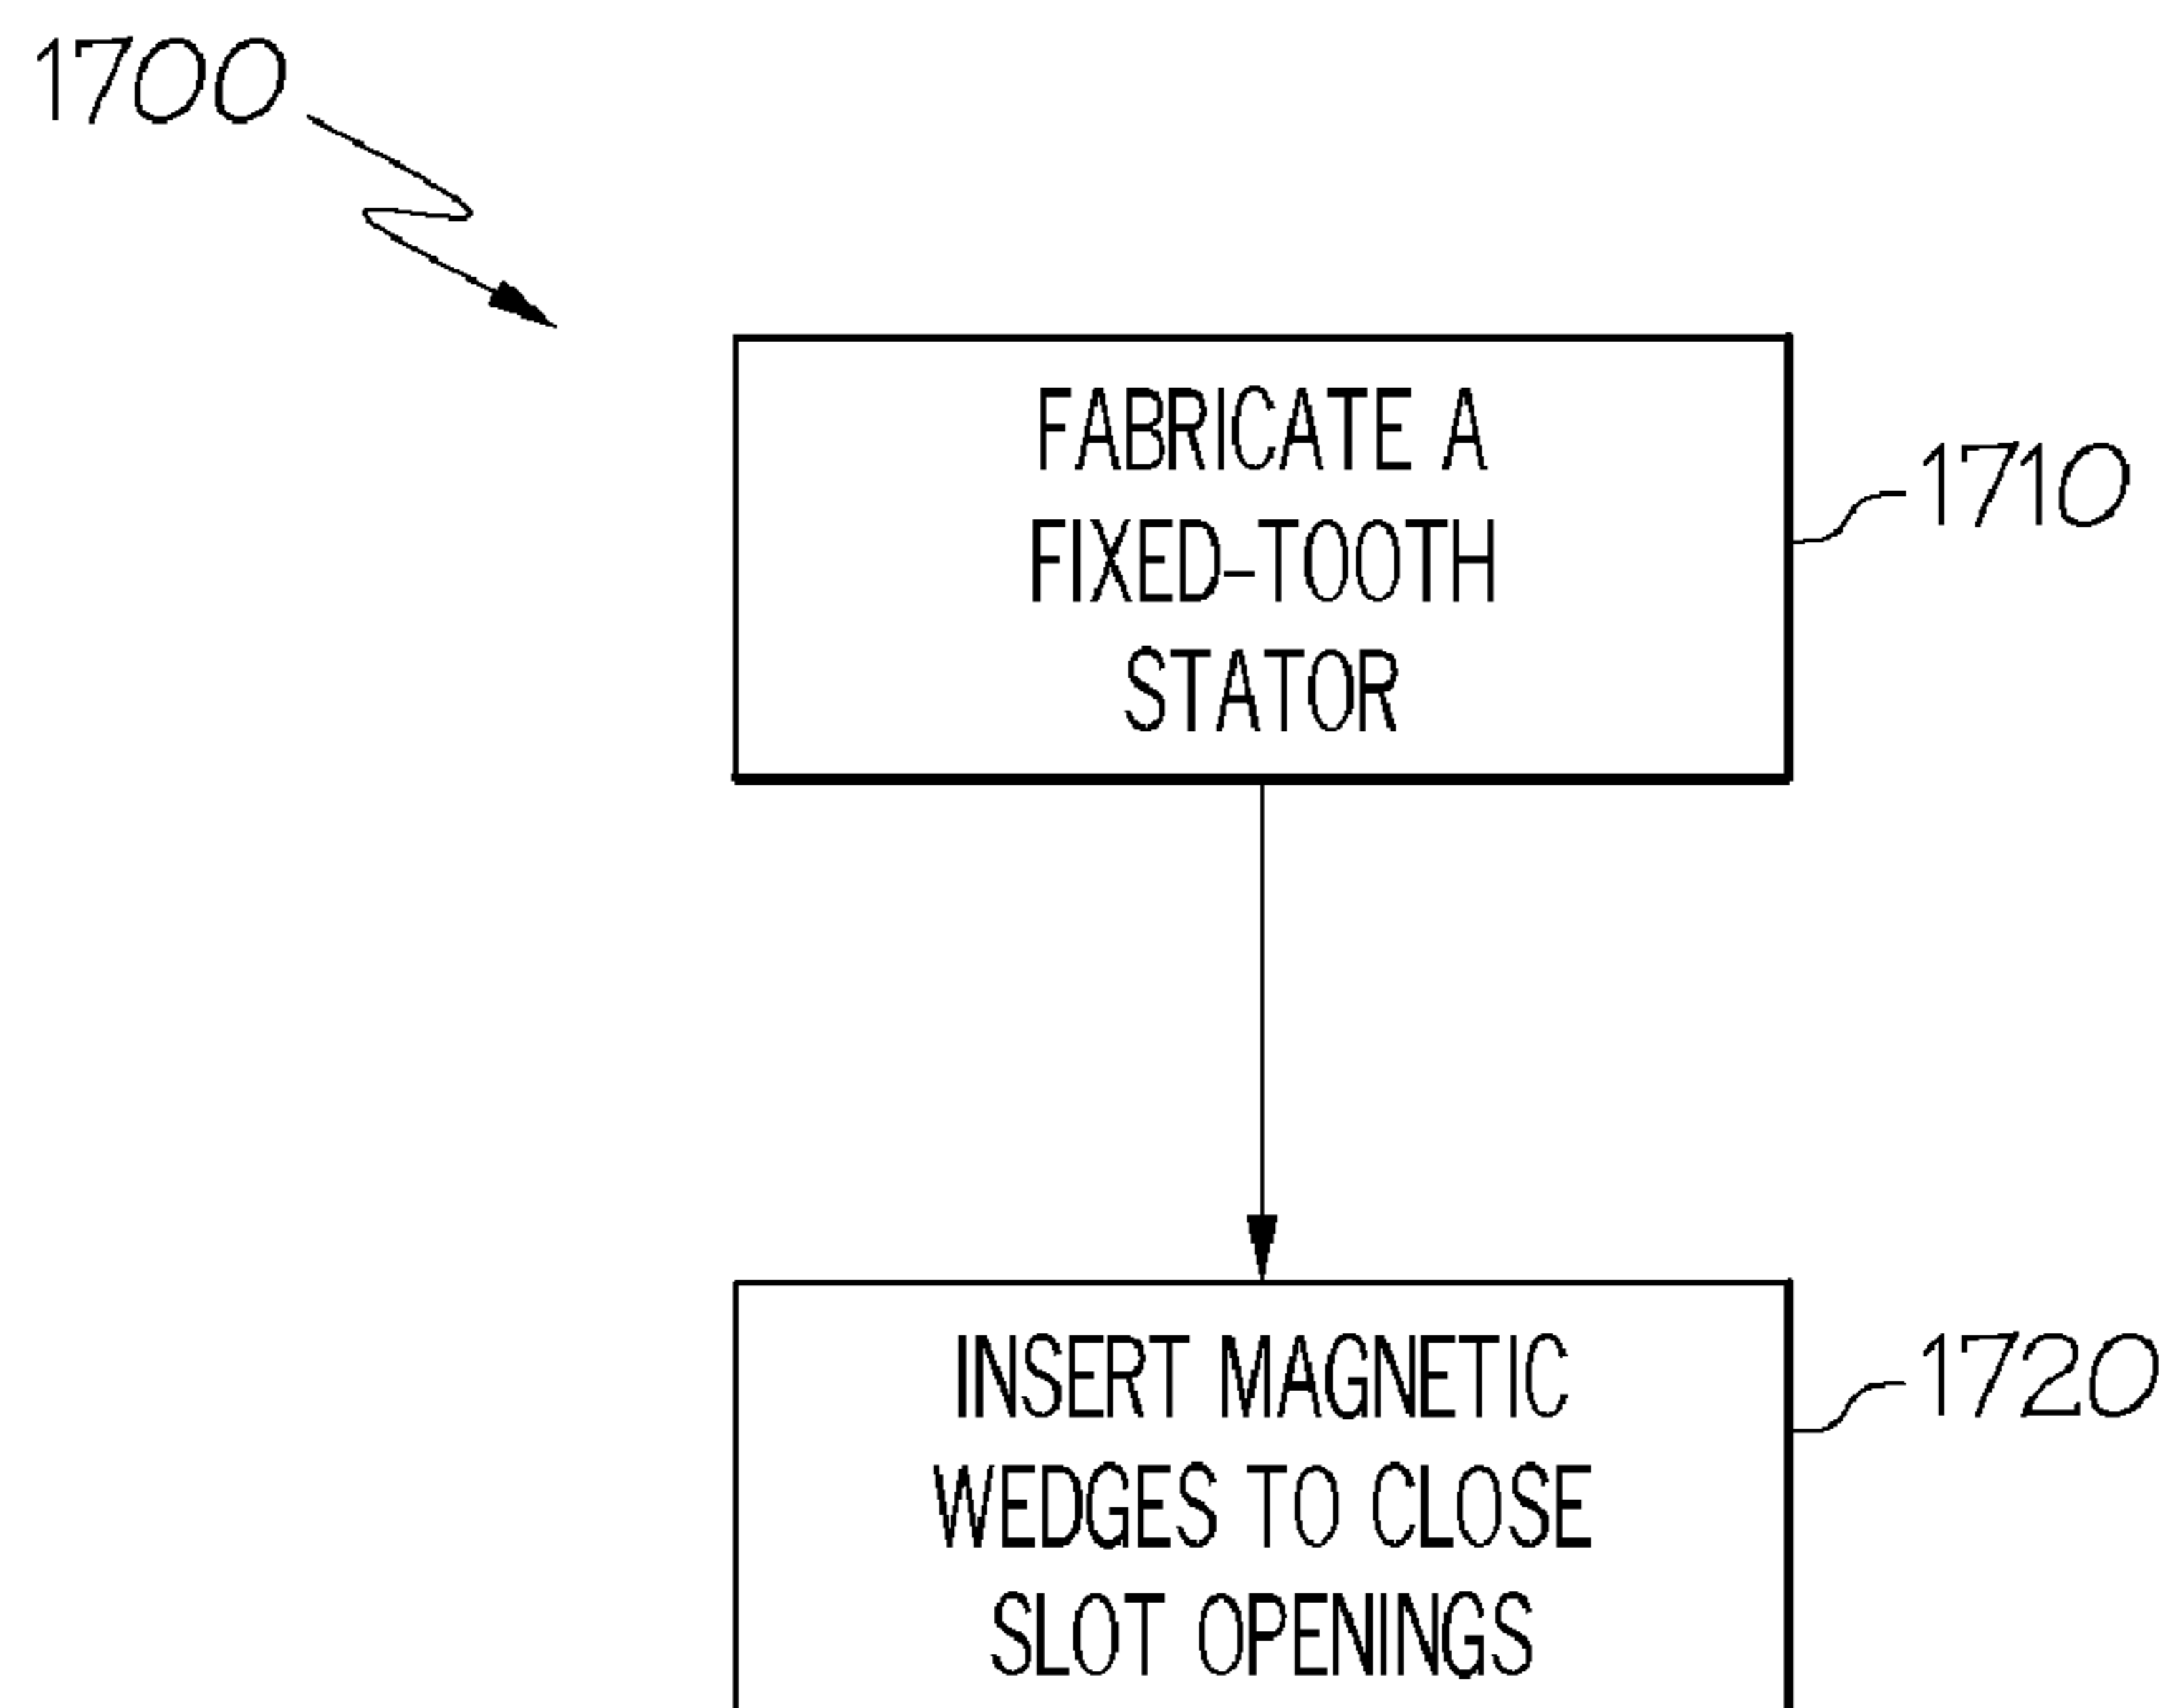 1700
FABRICATE A
FIXED-TOOTH
STATOR
1710
INSERT MAGNETIC
WEDGES TO CLOSE
SLOT OPENINGS
1720